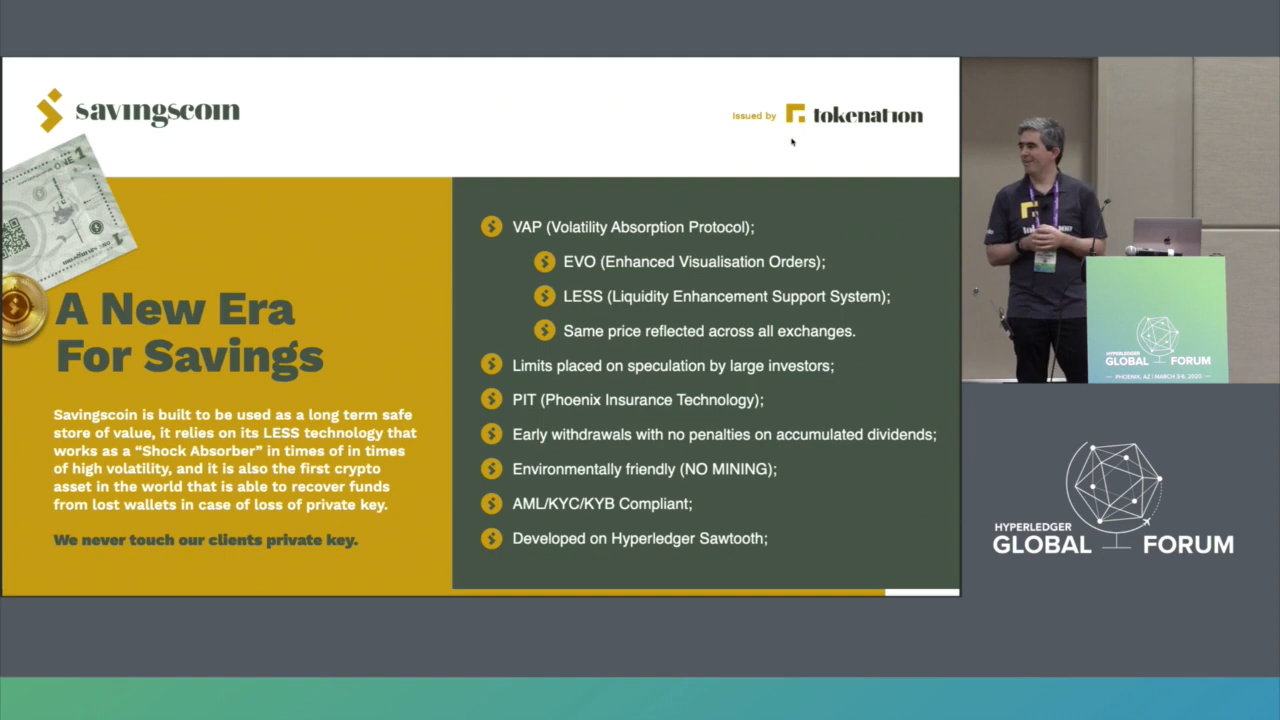 savingscoin
Issued by tokenation
ONE 1
1
A New Era
For Savings
Savingscoin is built to be used as a long term safe
store of value, it relies on its LESS technology that
works as a “Shock Absorber” in times of in times
of high volatility, and it is also the first crypto
asset in the world that is able to recover funds
from lost wallets in case of loss of private key.
We never touch our clients private key.
VAP (Volatility Absorption Protocol);
EVO (Enhanced Visualisation Orders);
LESS (Liquidity Enhancement Support System);
Same price reflected across all exchanges.
Limits placed on speculation by large investors;
PIT (Phoenix Insurance Technology);
Early withdrawals with no penalties on accumulated dividends;
Environmentally friendly (NO MINING);
AML/KYC/KYB Compliant;
Developed on Hyperledger Sawtooth;
HYPERLEDGER
GLOBAL FORUM
PHOENIX, AZ | MARCH 3-6, 2020
HYPERLEDGER
GLOBAL FORUM